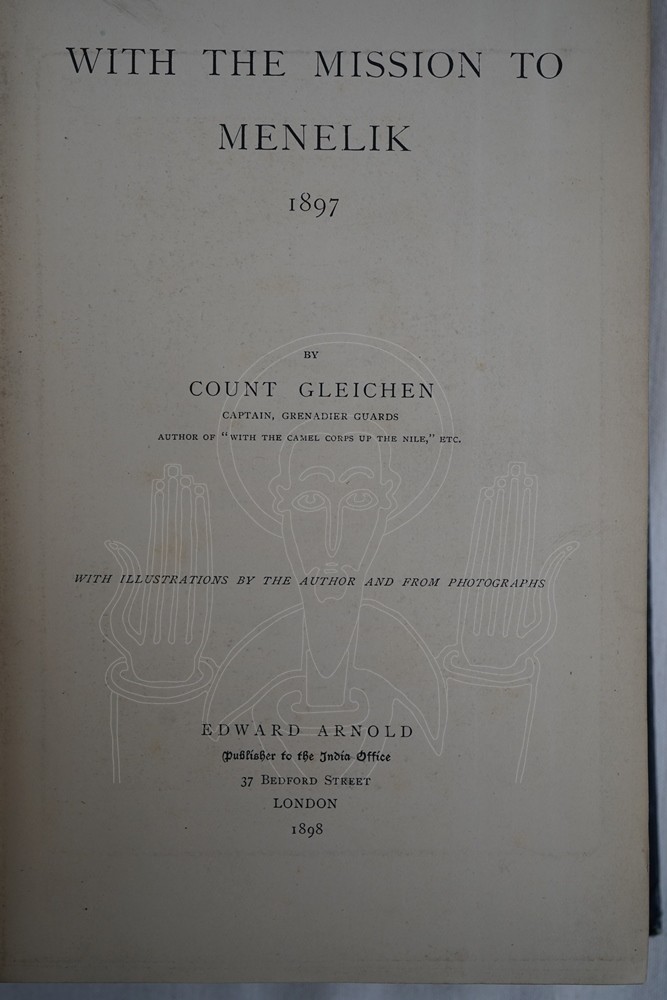 WITH THE MISSION TO
MENELIK
1897
BY
COUNT GLEICHEN
CAPTAIN, GRENADIER GUARDS
AUTHOR OF "WITH THE CAMEL CORPS UP THE NILE," ETC.
WITH ILLUSTRATIONS BY THE AUTHOR AND FROM PHOTOGRAPHS
EDWARD ARNOLD
Publisher to the India Office
37 BEDFORD STREET
LONDON
1898